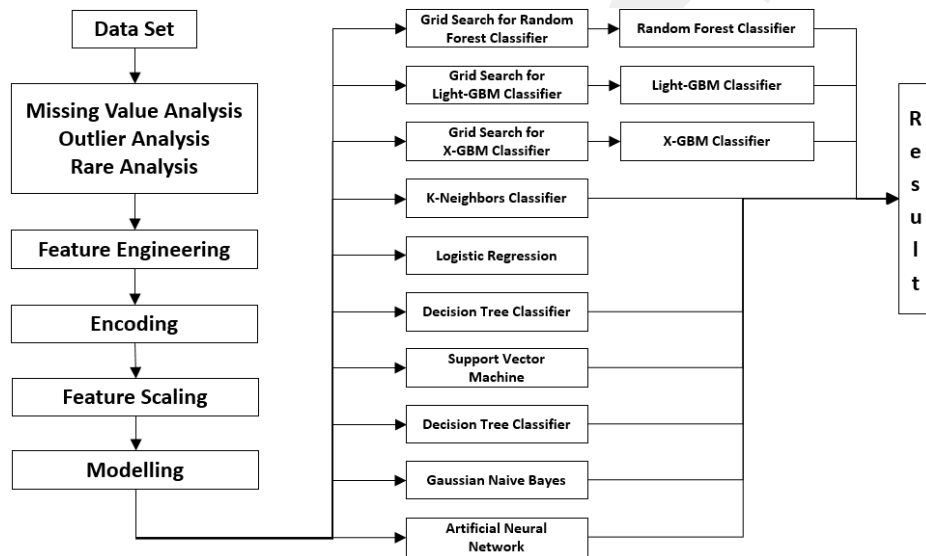 Data Set
Missing Value Analysis
Outlier Analysis
Rare Analysis
Feature Engineering
Encoding
Feature Scaling
Modelling
Grid Search for Random
Forest Classifier
Random Forest Classifier
Grid Search for
Light-GBM Classifier
Light-GBM Classifier
Grid Search for
X-GBM Classifier
X-GBM Classifier
K-Neighbors Classifier
Logistic Regression
Decision Tree Classifier
Support Vector
Machine
Decision Tree Classifier
Gaussian Naive Bayes
Artificial Neural
Network
R
e
s
u
l
t